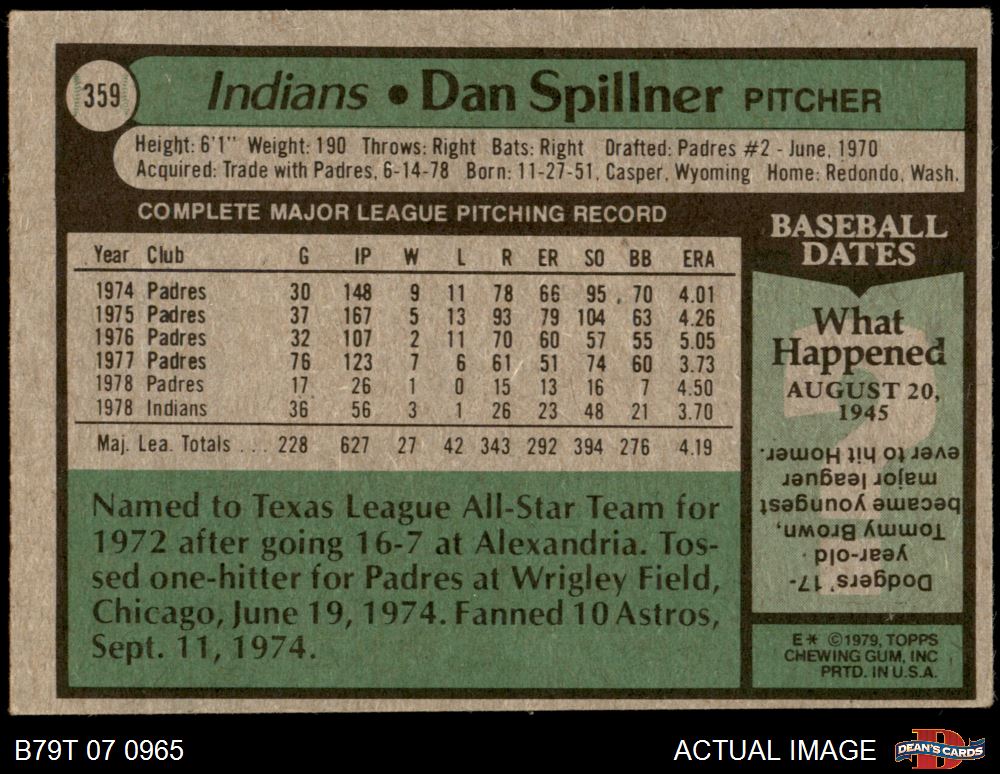 359
Indians • Dan Spillner PITCHER
Height: 6'1" Weight: 190 Throws: Right Bats: Right Drafted: Padres #2 - June, 1970
Acquired: Trade with Padres, 6-14-78 Born: 11-27-51, Casper, Wyoming Home: Redondo, Wash.
COMPLETE MAJOR LEAGUE PITCHING RECORD
Year Club G IP W L R ER SO BB ERA
1974 Padres 30 148 9 11 78 66 95 70 4.01
1975 Padres 37 167 5 13 93 79 104 63 4.26
1976 Padres 32 107 2 11 70 60 57 55 5.05
1977 Padres 76 123 7 6 61 51 74 60 3.73
1978 Padres 17 26 1 0 15 13 16 7 4.50
1978 Indians 36 56 3 1 26 23 48 21 3.70
Maj. Lea. Totals ... 228 627 27 42 343 292 394 276 4.19
Named to Texas League All-Star Team for
1972 after going 16-7 at Alexandria. Tos-
sed one-hitter for Padres at Wrigley Field,
Chicago, June 19, 1974. Fanned 10 Astros,
Sept. 11, 1974.
BASEBALL
DATES
What
Happened
AUGUST 20,
1945
Dodgers' 17-
year-old
Tommy Brown,
became youngest
major leaguer
ever to hit Homer.
E* ©1979, TOPPS
CHEWING GUM, INC
PRTD. IN U.S.A.
B79T 07 0965
ACTUAL IMAGE
D
DEAN'S CARDS